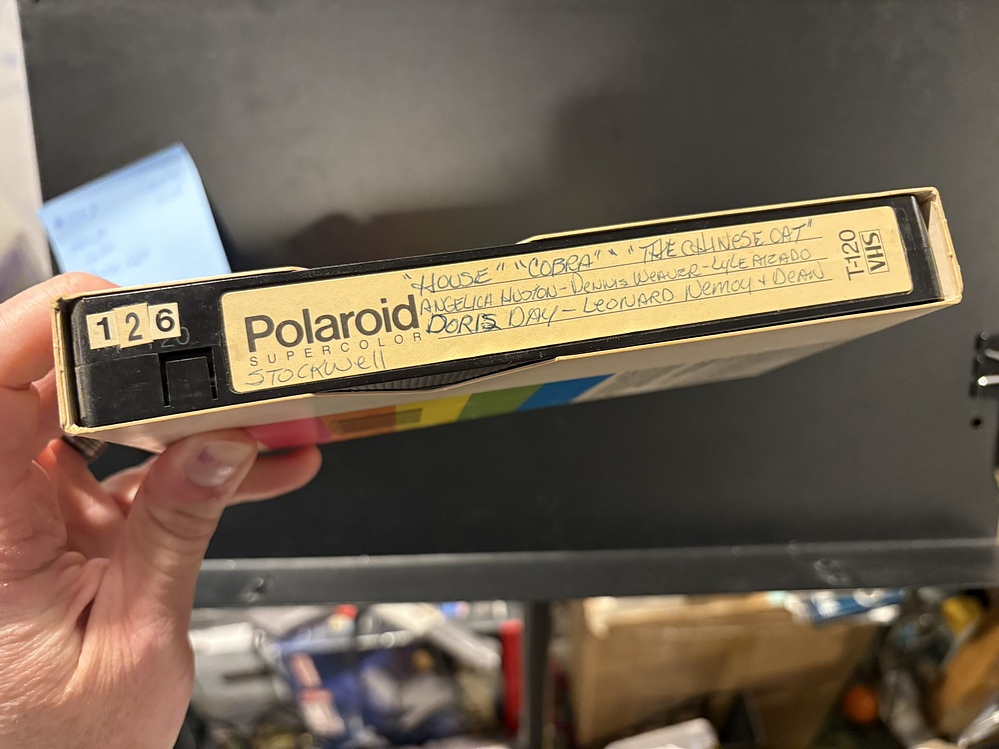 126
"HOUSE" "COBRA" "THE CHINESE CAT"
ANGELICA HUSTON - DENNIS WEAVER - LYLE ALZADO
DORIS DAY - LEONARD NEMOY & DEAN
STOCKWELL
Polaroid
SUPERCOLOR
T-120
VHS